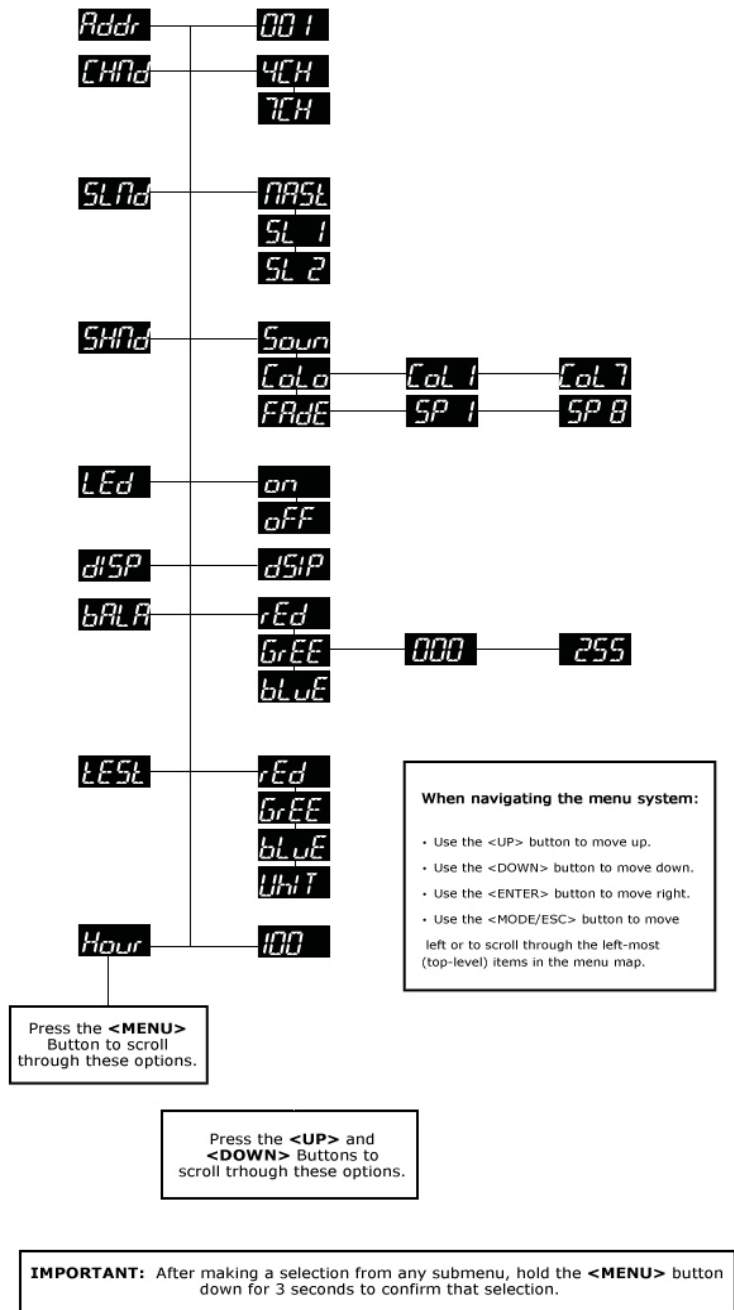 Addr 001
CHMd 4CH
7CH
SLMd MASt
SL 1
SL 2
SHMd Soun
CoLo CoL 1 CoL 7
FAdE SP 1 SP 8
LEd on
oFF
diSP dSiP
bALA rEd
GrEE 000 255
bLuE
tESt rEd
GrEE
bLuE
UhIT
Hour 100
When navigating the menu system:
• Use the <UP> button to move up.
• Use the <DOWN> button to move down.
• Use the <ENTER> button to move right.
• Use the <MODE/ESC> button to move
left or to scroll through the left-most
(top-level) items in the menu map.
Press the <MENU>
Button to scroll
through these options.
Press the <UP> and
<DOWN> Buttons to
scroll trhough these options.
IMPORTANT: After making a selection from any submenu, hold the <MENU> button
down for 3 seconds to confirm that selection.